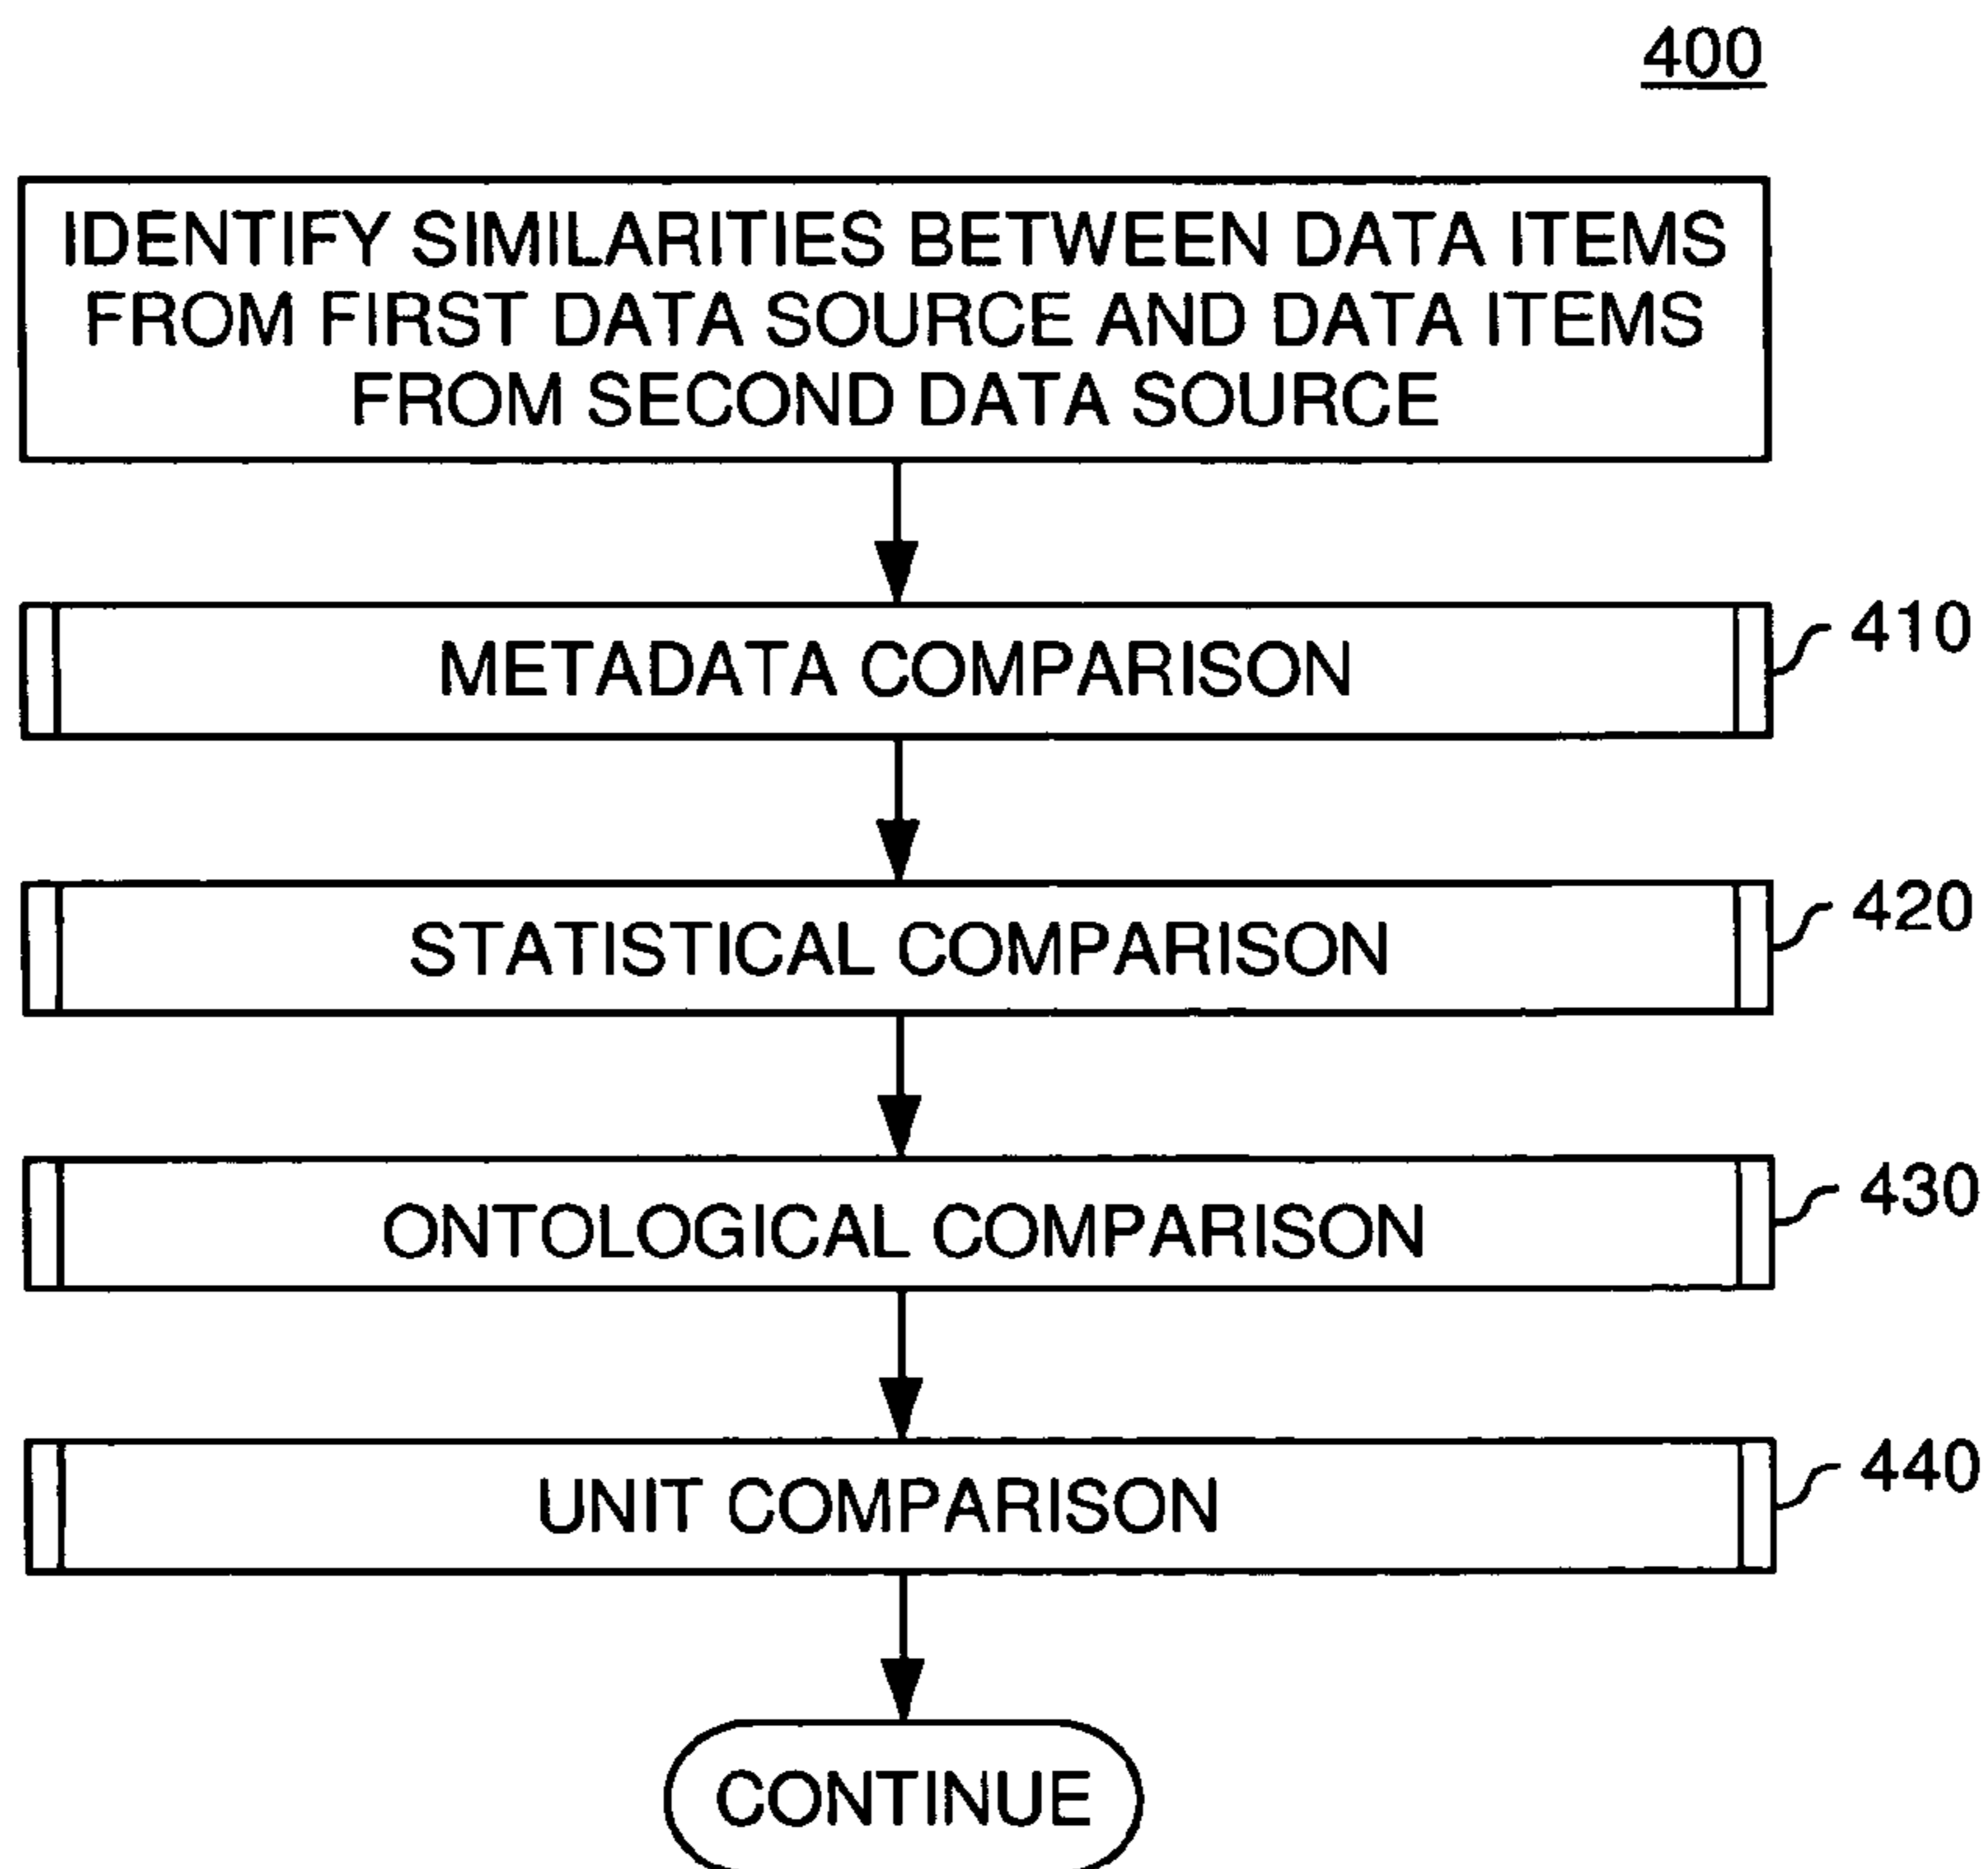 400
IDENTIFY SIMILARITIES BETWEEN DATA ITEMS
FROM FIRST DATA SOURCE AND DATA ITEMS
FROM SECOND DATA SOURCE
METADATA COMPARISON
410
STATISTICAL COMPARISON
420
ONTOLOGICAL COMPARISON
430
UNIT COMPARISON
440
CONTINUE